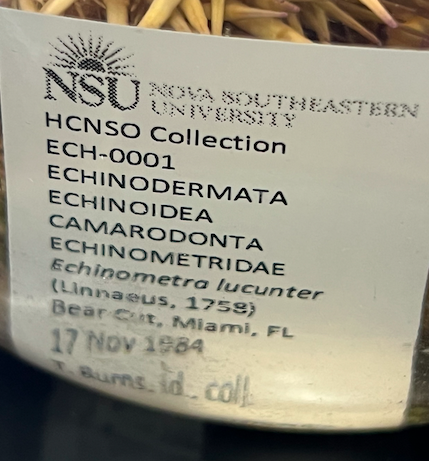 NSU NOVA SOUTHEASTERN
UNIVERSITY
HCNSO Collection
ECH-0001
ECHINODERMATA
ECHINOIDEA
CAMARODONTA
ECHINOMETRIDAE
Echinometra lucunter
(Linnaeus, 1758)
Bear Cut, Miami, FL
17 Nov 1984
T. Burns id. coll.